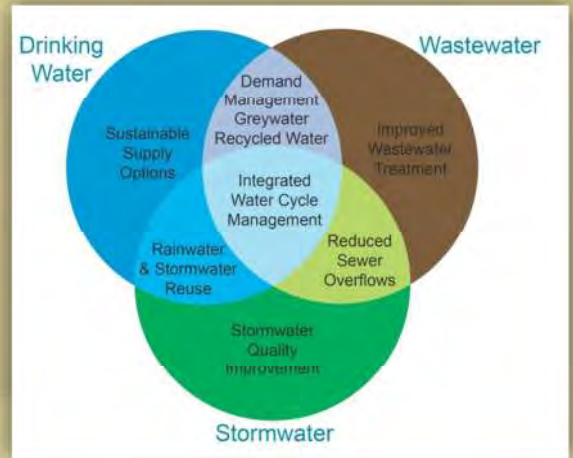 Drinking
Water
Wastewater
Demand
Management
Greywater
Recycled Water
Sustainable
Supply
Options
Improved
Wastewater
Treatment
Integrated
Water Cycle
Management
Rainwater
& Stormwater
Reuse
Reduced
Sewer
Overflows
Stormwater
Quality
Improvement
Stormwater